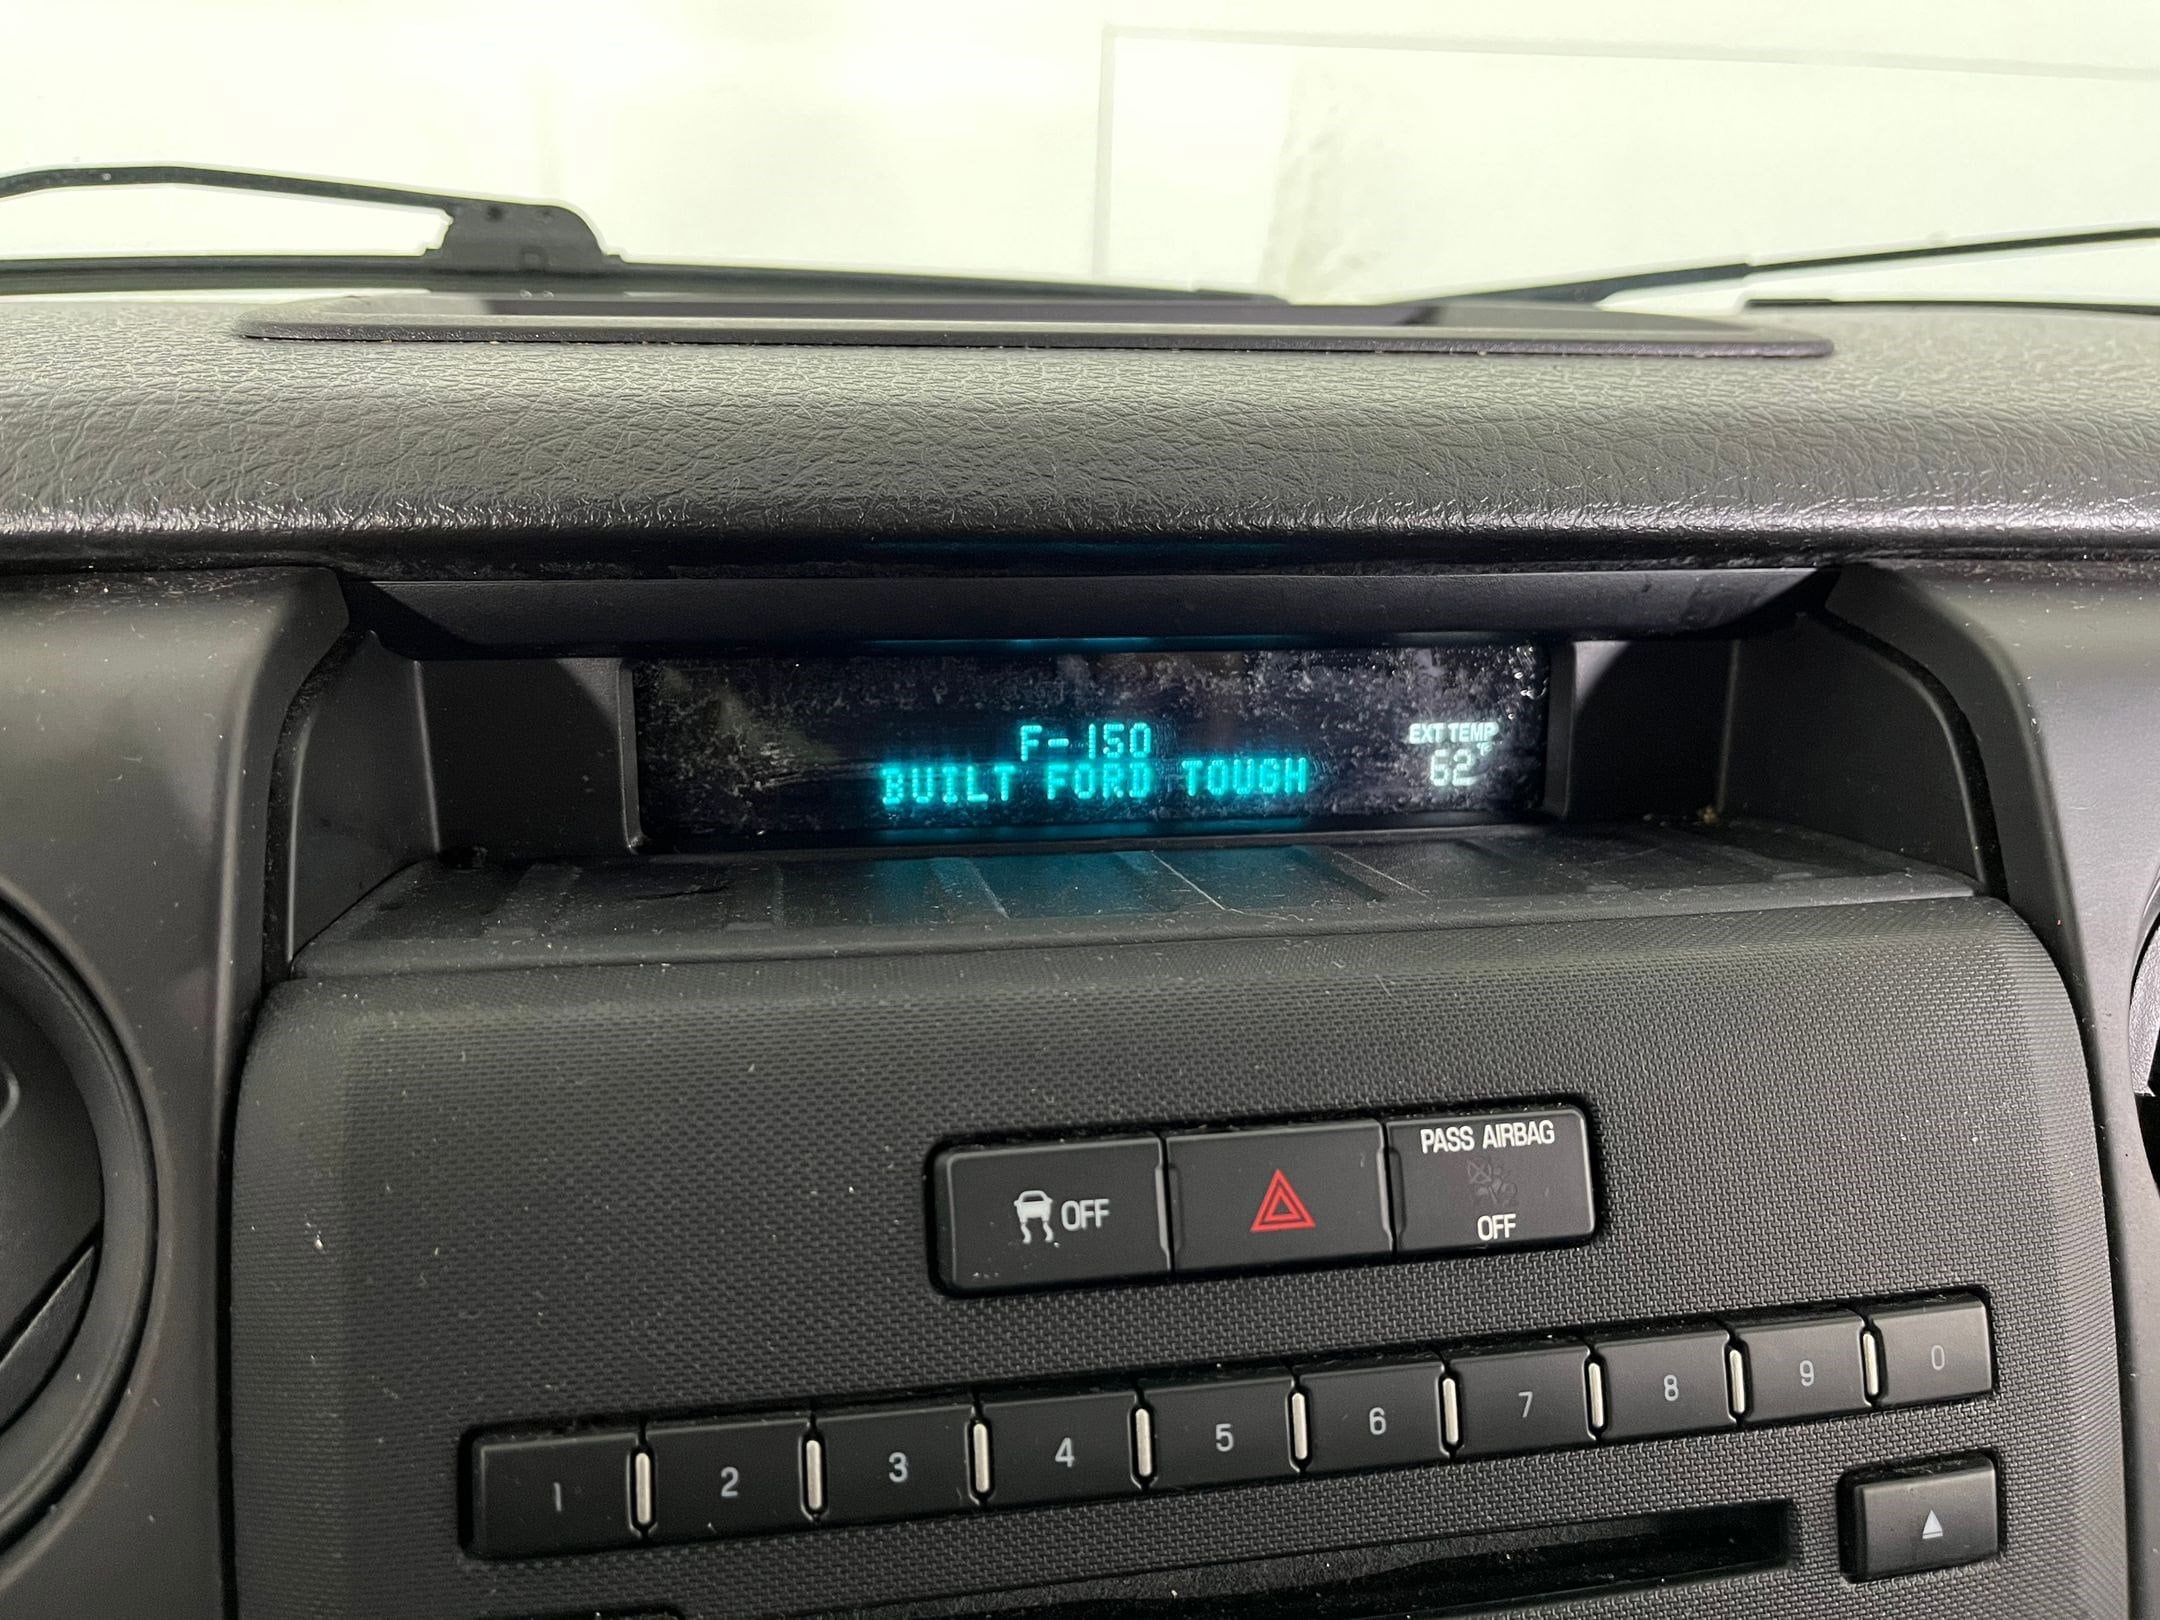 F-150
BUILT FORD TOUGH
EXT TEMP
62°F
OFF
PASS AIRBAG
OFF
1
2
3
4
5
6
7
8
9
0